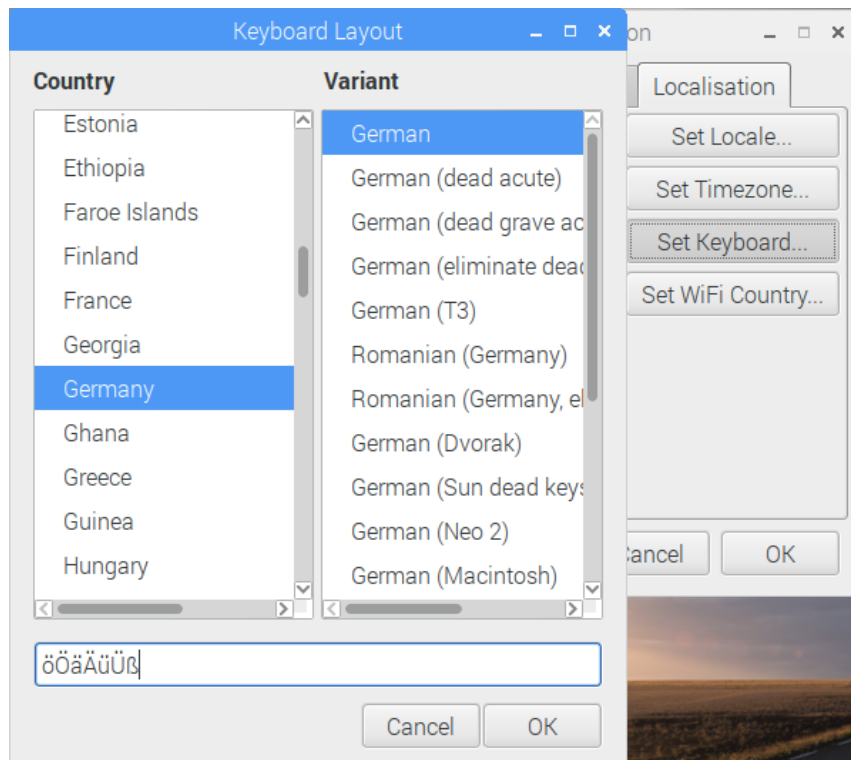 Keyboard Layout
on
Country
Variant
Localisation
Estonia
Ethiopia
Faroe Islands
Finland
France
Georgia
Germany
Ghana
Greece
Guinea
Hungary
German
German (dead acute)
German (dead grave ac
German (eliminate dead
German (T3)
Romanian (Germany)
Romanian (Germany, el
German (Dvorak)
German (Sun dead keys
German (Neo 2)
German (Macintosh)
Set Locale...
Set Timezone...
Set Keyboard...
Set WiFi Country...
öÖäÄüÜß
Cancel
OK
Cancel
OK